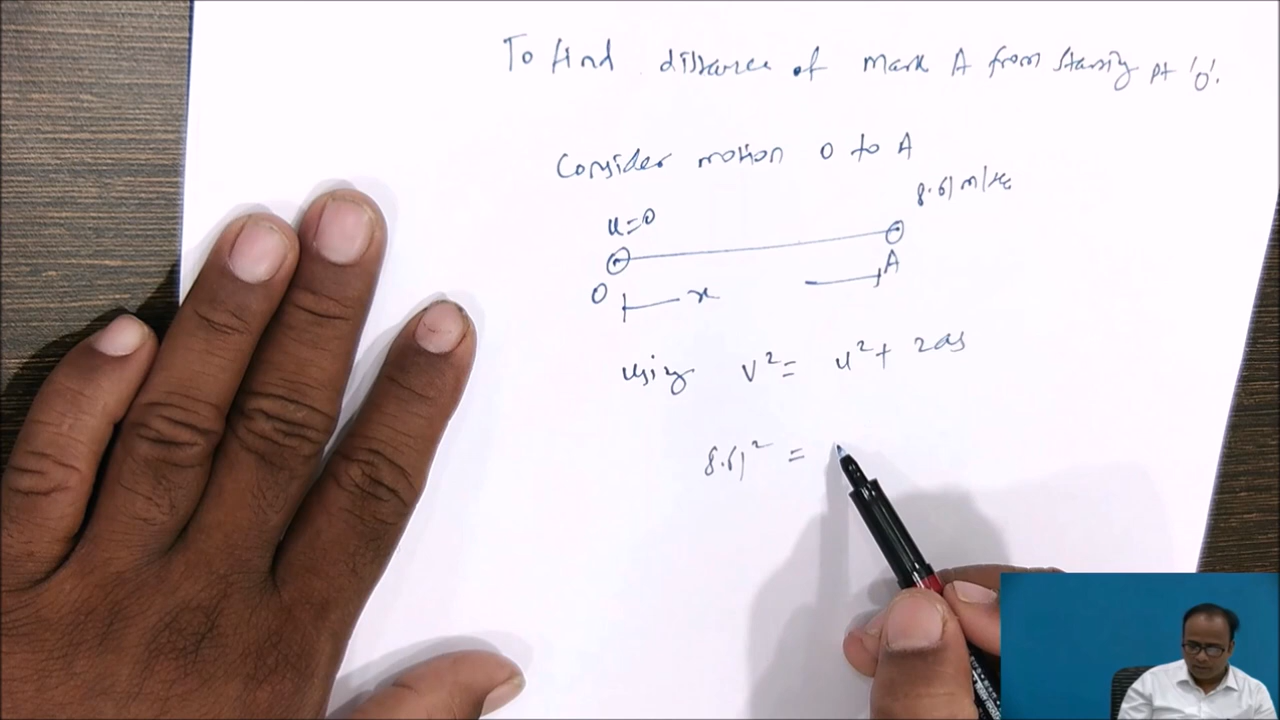 To find distance of mark A from starting pt 'O'.
Consider motion O to A
8.61 m/sec
u=0
O A
x
using v² = u² + 2as
8.61² =